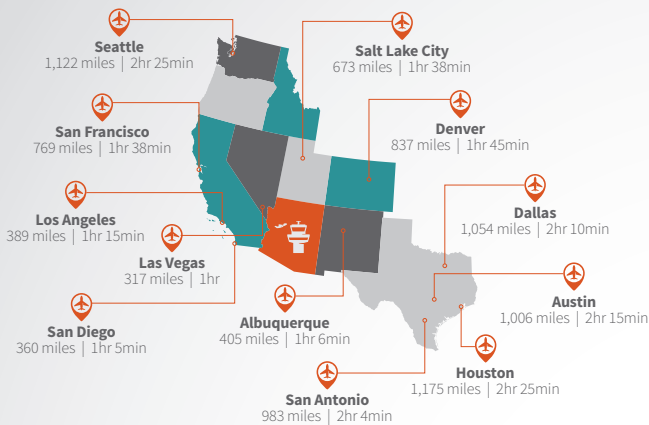 Seattle
1,122 miles | 2hr 25min
Salt Lake City
673 miles | 1hr 38min
San Francisco
769 miles | 1hr 38min
Denver
837 miles | 1hr 45min
Los Angeles
389 miles | 1hr 15min
Dallas
1,054 miles | 2hr 10min
Las Vegas
317 miles | 1hr
Austin
1,006 miles | 2hr 15min
San Diego
360 miles | 1hr 5min
Albuquerque
405 miles | 1hr 6min
Houston
1,175 miles | 2hr 25min
San Antonio
983 miles | 2hr 4min